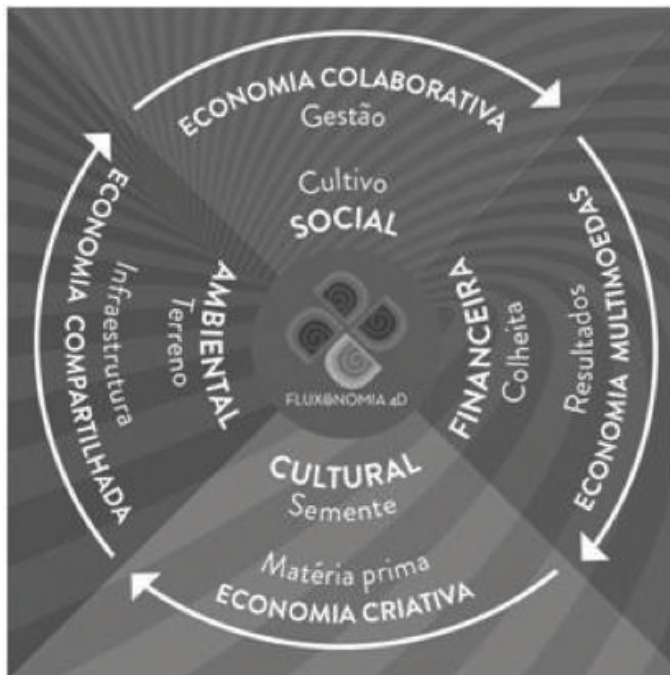 ECONOMIA COLABORATIVA
Gestão
Cultivo
SOCIAL
ECONOMIA COMPARTILHADA
Infraestrutura
Terreno
AMBIENTAL
FINANCEIRA
Colheita
Resultados
ECONOMIA MULTIMOEDAS
FLUXONOMIA 4D
CULTURAL
Semente
Matéria prima
ECONOMIA CRIATIVA